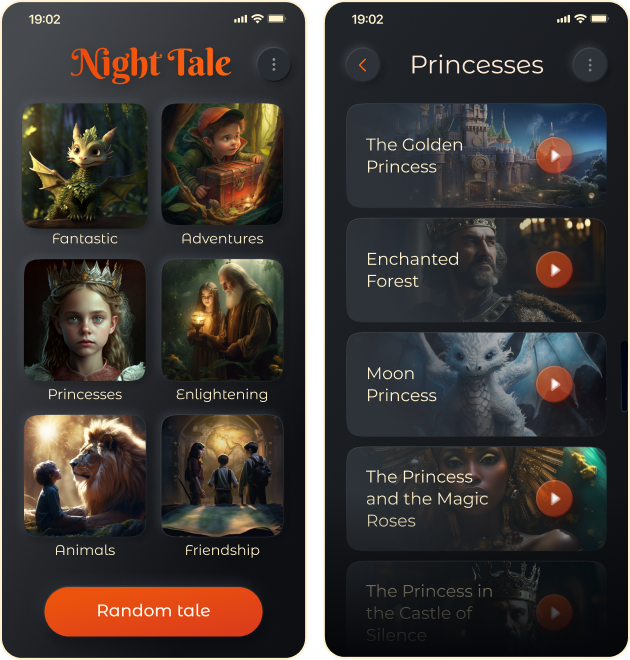 19:02
Night Tale
Fantastic
Adventures
Princesses
Enlightening
Animals
Friendship
Random tale
19:02
Princesses
The Golden
Princess
Enchanted
Forest
Moon
Princess
The Princess
and the Magic
Roses
The Princess in
the Castle of
Silence